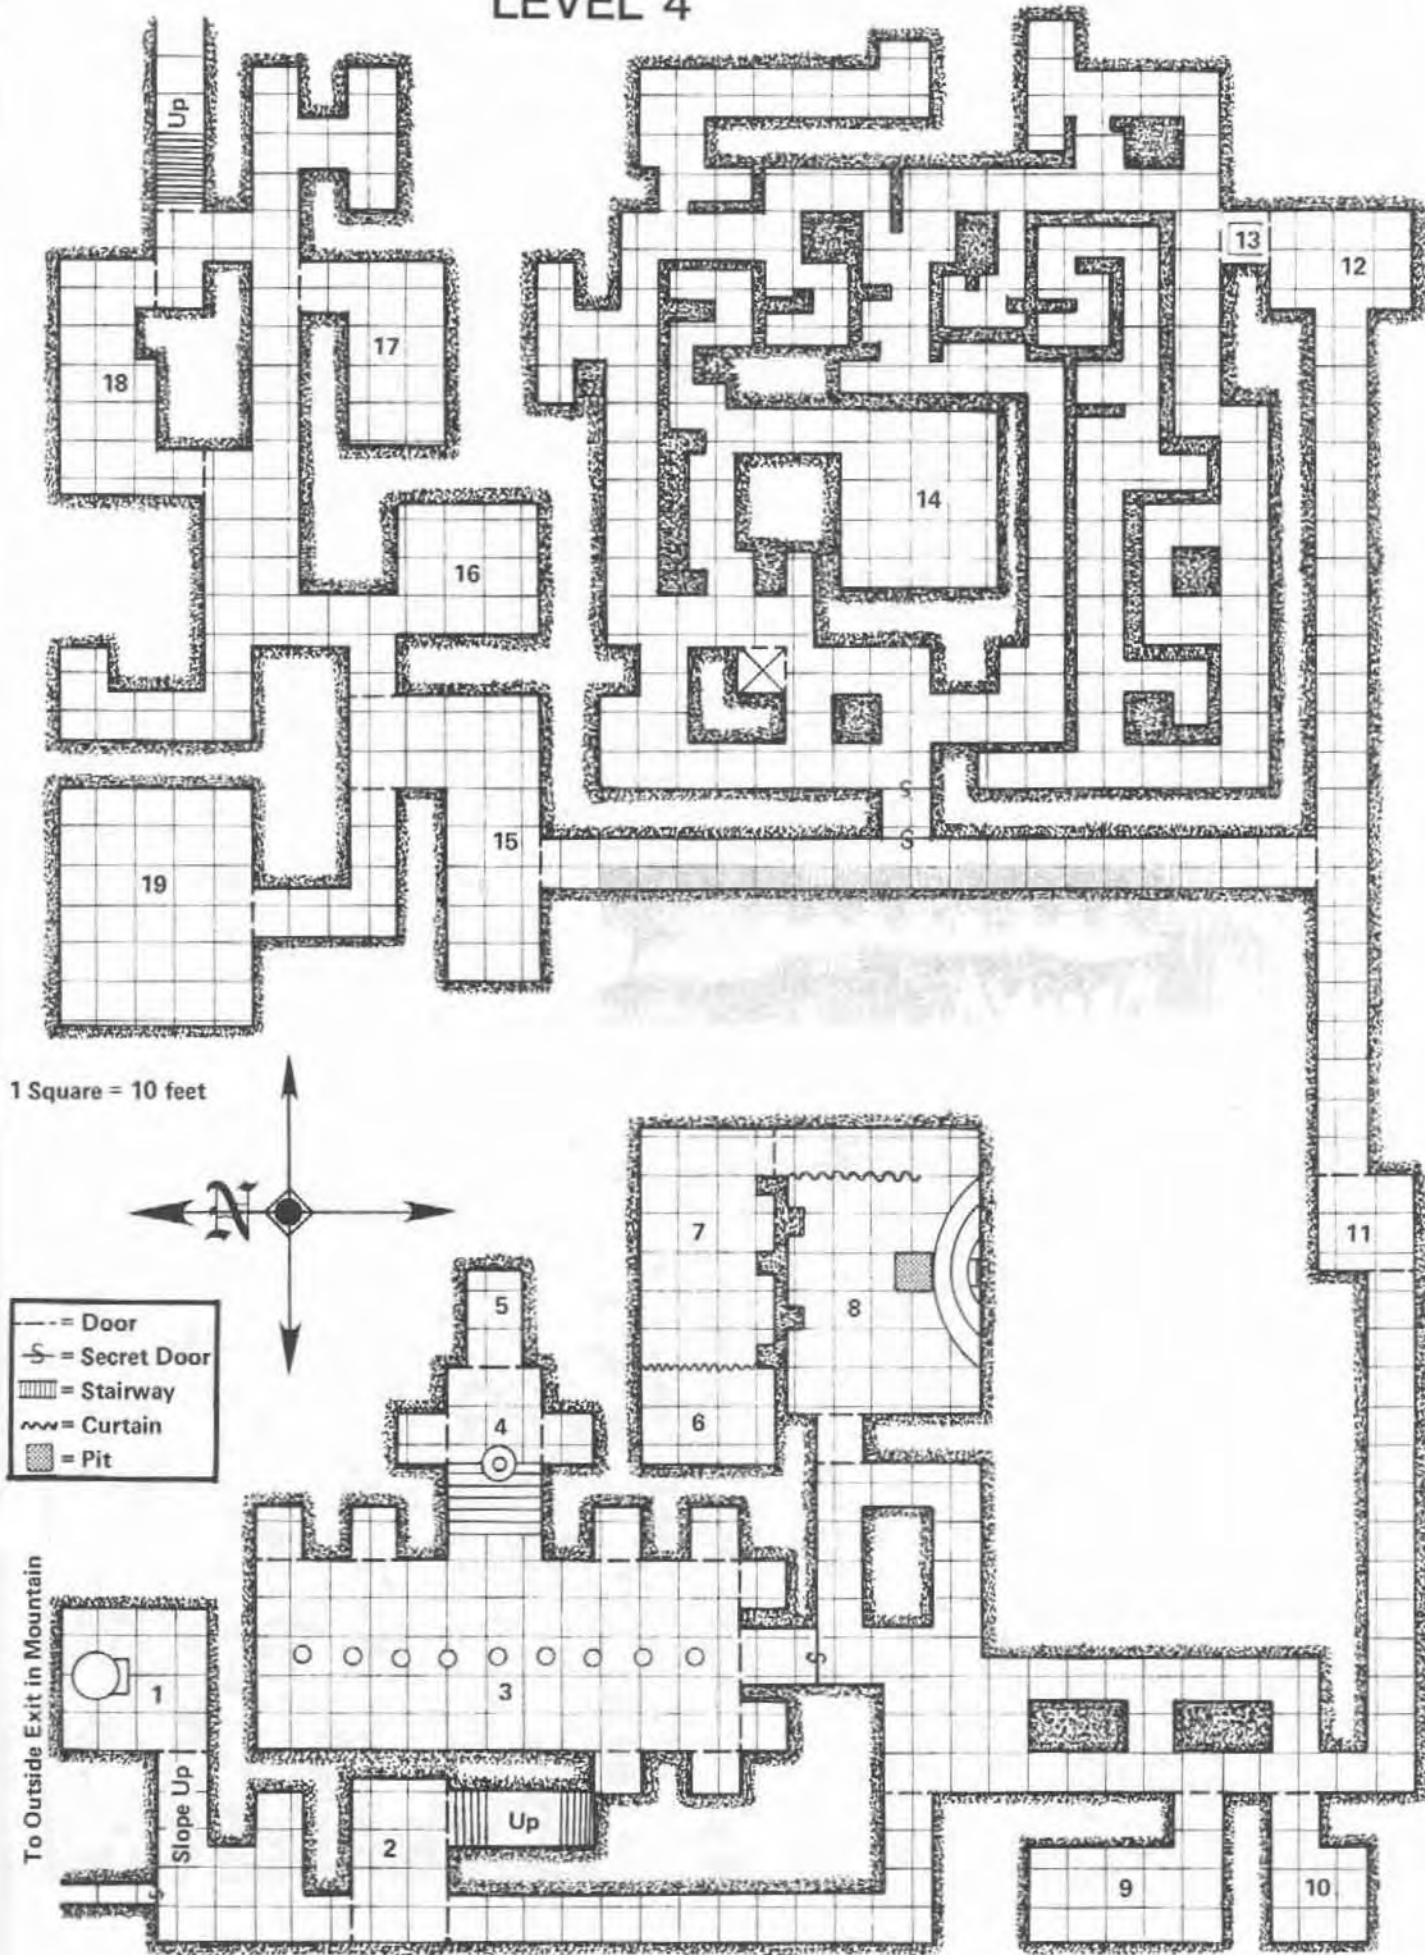 LEVEL 4
Up
13
12
17
18
14
16
15
19
1 Square = 10 feet
N
7
11
5
8
= Door
S = Secret Door
= Stairway
= Curtain
= Pit
4
6
3
1
To Outside Exit in Mountain
Slope Up
Up
2
9
10
S
S
S
S